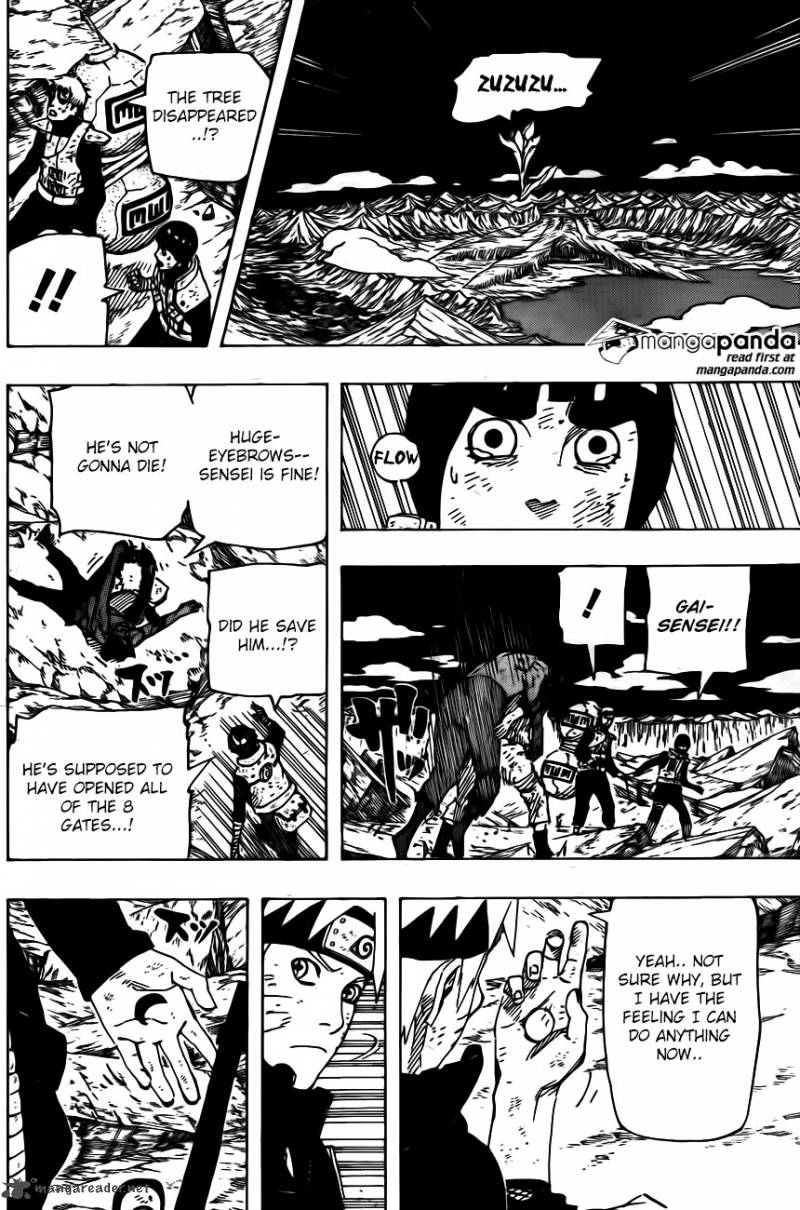 ZUZUZU...
mangapanda
read first at
mangapanda.com
THE TREE
DISAPPEARED
..!?
!!
FLOW
GAI-
SENSEI!!
!
HUGE-
EYEBROWS--
SENSEI IS FINE!
HE'S NOT
GONNA DIE!
DID HE SAVE
HIM...!?
HE'S SUPPOSED TO
HAVE OPENED ALL
OF THE 8
GATES...!
YEAH.. NOT
SURE WHY, BUT
I HAVE THE
FEELING I CAN
DO ANYTHING
NOW..
mangareader.net